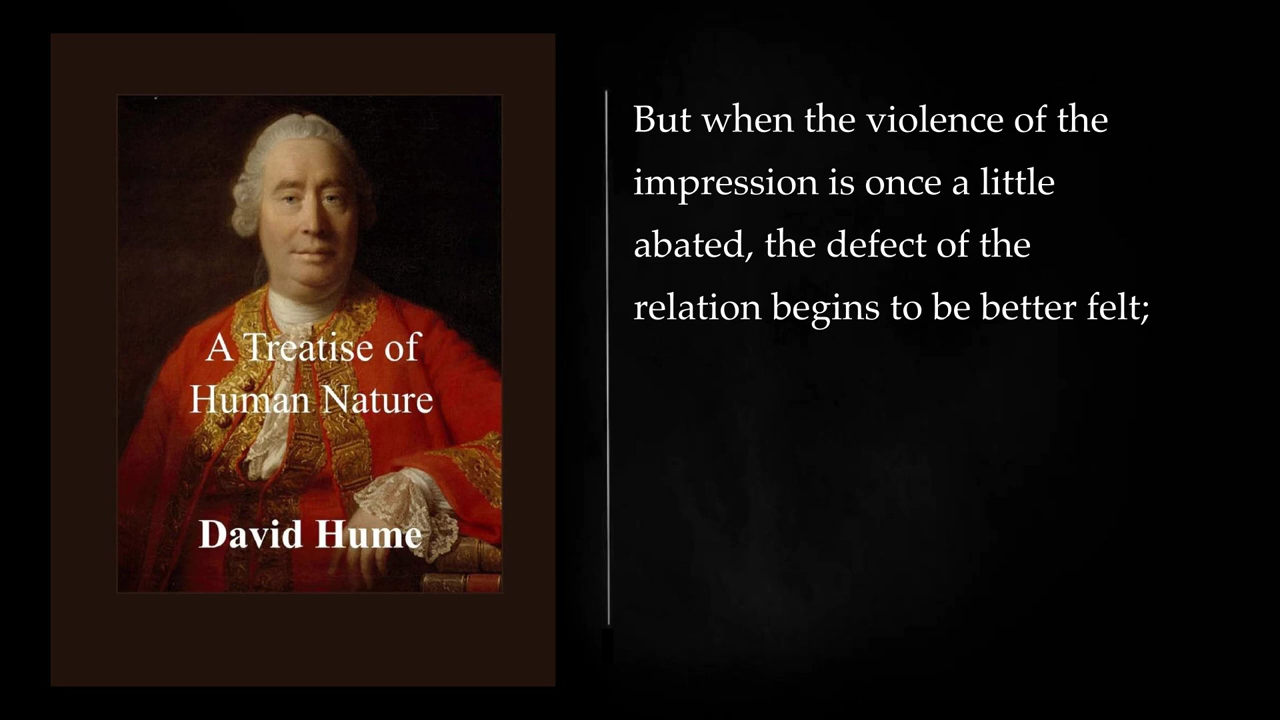 A Treatise of
Human Nature
David Hume
But when the violence of the
impression is once a little
abated, the defect of the
relation begins to be better felt;